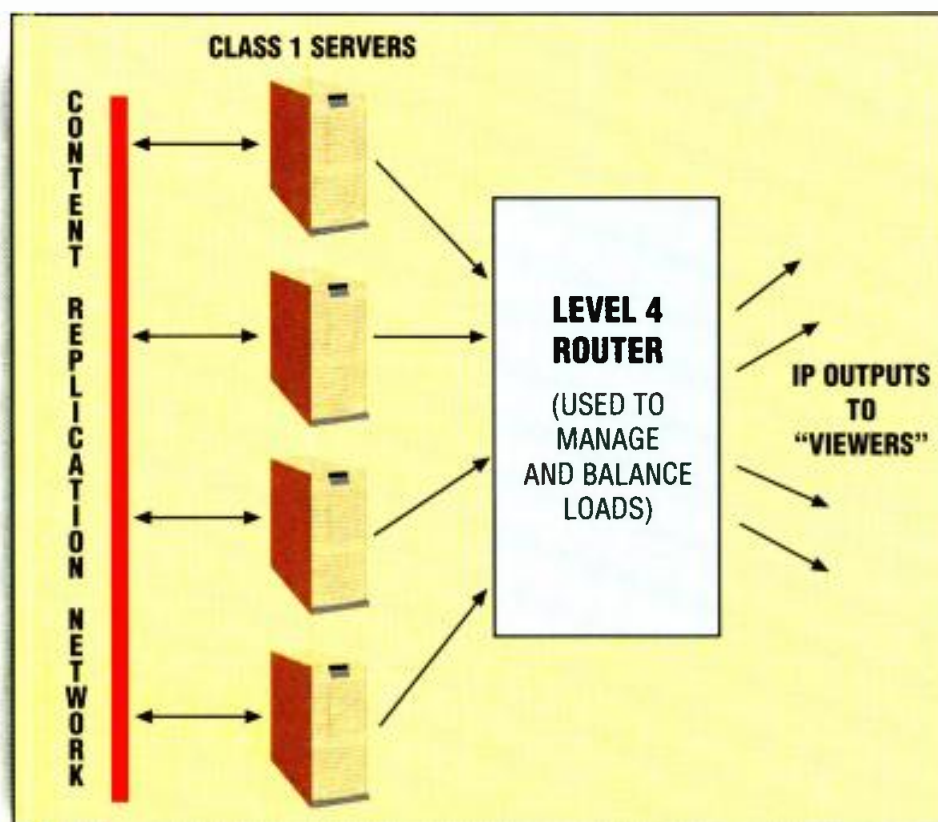 CLASS 1 SERVERS
CONTENT REPLICATION NETWORK
LEVEL 4
ROUTER
(USED TO
MANAGE
AND BALANCE
LOADS)
IP OUTPUTS
TO
“VIEWERS”